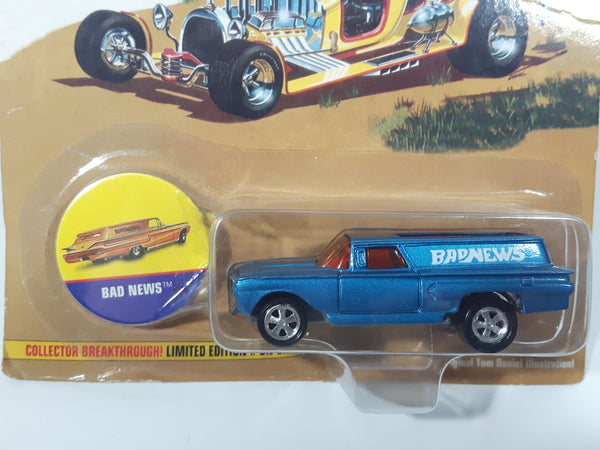 BADNEWS
BAD NEWS™
COLLECTOR BREAKTHROUGH! LIMITED EDITION
Original Tom Daniel Illustration!